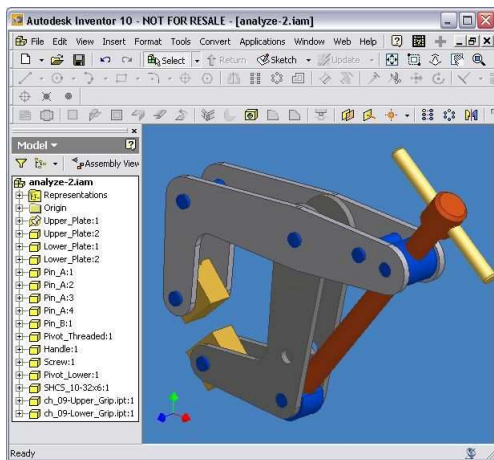 Autodesk Inventor 10 - NOT FOR RESALE - [analyze-2.iam]
File Edit View Insert Format Tools Convert Applications Window Web Help
Select Return Sketch Update
Model
Assembly View
analyze-2.iam
Representations
Origin
Upper_Plate:1
Upper_Plate:2
Lower_Plate:1
Lower_Plate:2
Pin_A:1
Pin_A:2
Pin_A:3
Pin_A:4
Pin_B:1
Pivot_Threaded:1
Handle:1
Screw:1
Pivot_Lower:1
SHCS_10-32x6:1
ch_09-Upper_Grip.ipt:1
ch_09-Lower_Grip.ipt:1
Ready